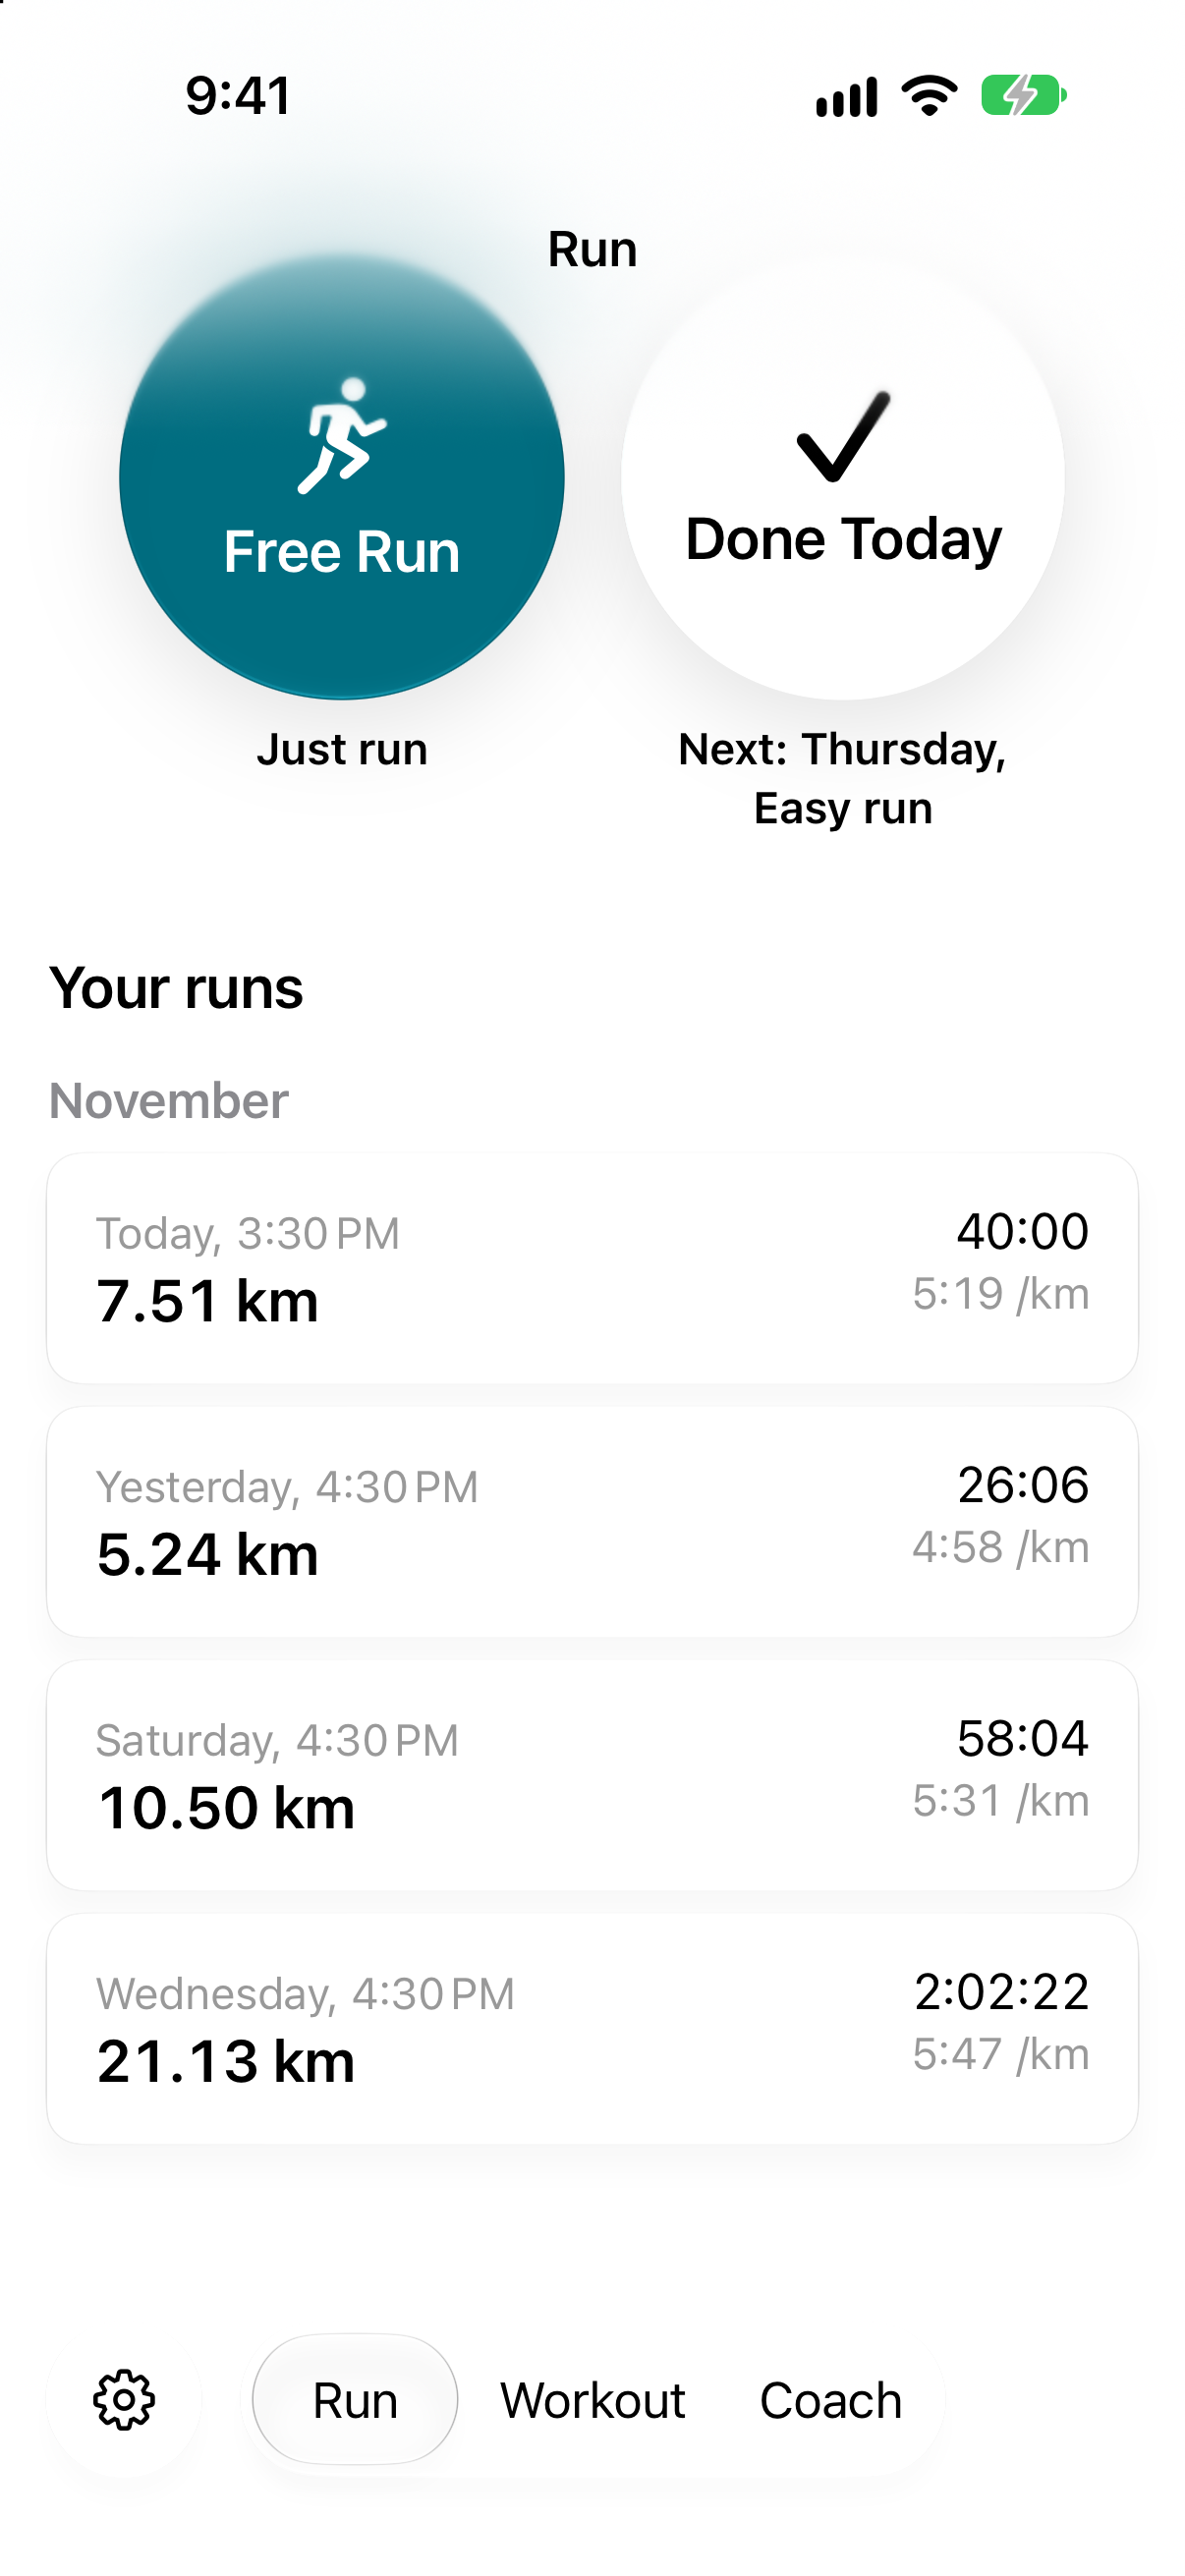 9:41
Run
Free Run
Done Today
Just run
Next: Thursday,
Easy run
Your runs
November
Today, 3:30 PM
40:00
7.51 km
5:19 /km
Yesterday, 4:30 PM
26:06
5.24 km
4:58 /km
Saturday, 4:30 PM
58:04
10.50 km
5:31 /km
Wednesday, 4:30 PM
2:02:22
21.13 km
5:47 /km
Run Workout Coach